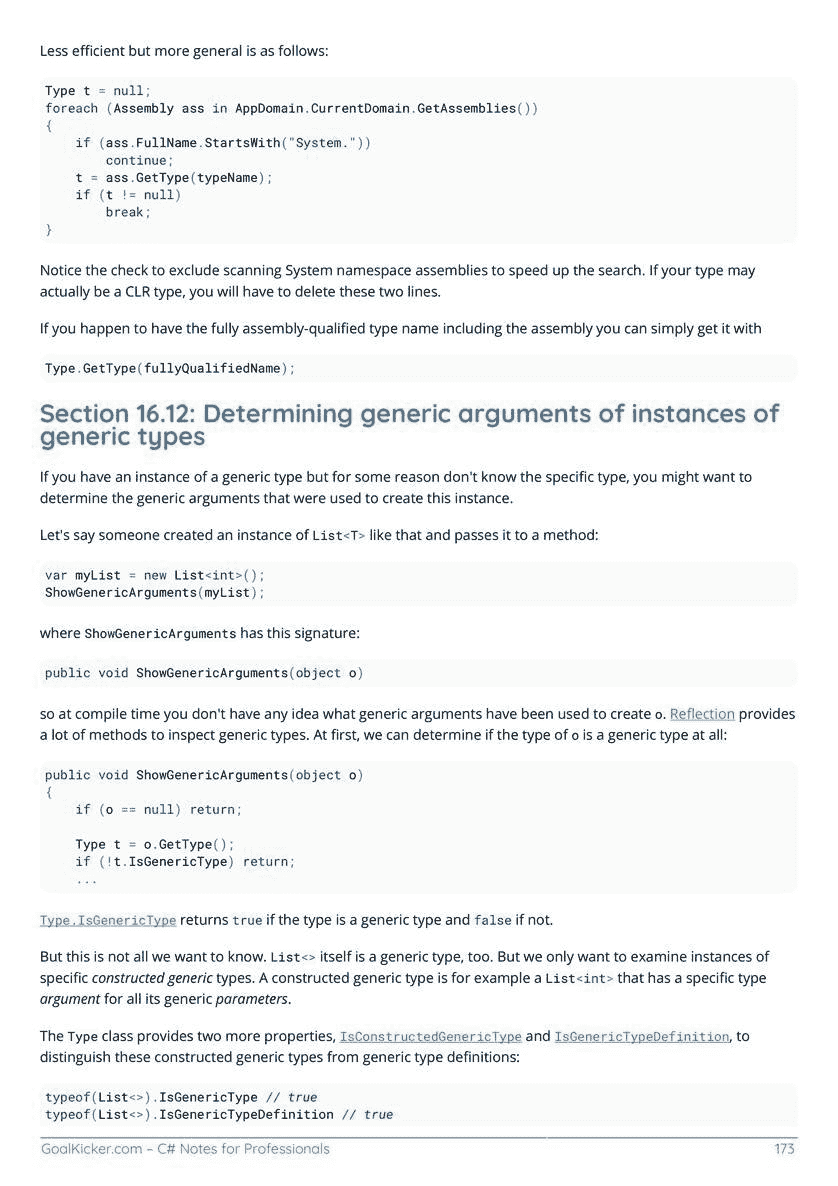 Less efficient but more general is as follows:
Type t = null;
foreach (Assembly ass in AppDomain.CurrentDomain.GetAssemblies())
{
    if (ass.FullName.StartsWith("System."))
        continue;
    t = ass.GetType(typeName);
    if (t != null)
        break;
}
Notice the check to exclude scanning System namespace assemblies to speed up the search. If your type may
actually be a CLR type, you will have to delete these two lines.
If you happen to have the fully assembly-qualified type name including the assembly you can simply get it with
Type.GetType(fullyQualifiedName);
Section 16.12: Determining generic arguments of instances of
generic types
If you have an instance of a generic type but for some reason don't know the specific type, you might want to
determine the generic arguments that were used to create this instance.
Let's say someone created an instance of List<T> like that and passes it to a method:
var myList = new List<int>();
ShowGenericArguments(myList);
where ShowGenericArguments has this signature:
public void ShowGenericArguments(object o)
so at compile time you don't have any idea what generic arguments have been used to create o. Reflection provides
a lot of methods to inspect generic types. At first, we can determine if the type of o is a generic type at all:
public void ShowGenericArguments(object o)
{
    if (o == null) return;
    Type t = o.GetType();
    if (!t.IsGenericType) return;
    ...
Type.IsGenericType returns true if the type is a generic type and false if not.
But this is not all we want to know. List<> itself is a generic type, too. But we only want to examine instances of
specific constructed generic types. A constructed generic type is for example a List<int> that has a specific type
argument for all its generic parameters.
The Type class provides two more properties, IsConstructedGenericType and IsGenericTypeDefinition, to
distinguish these constructed generic types from generic type definitions:
typeof(List<>).IsGenericType // true
typeof(List<>).IsGenericTypeDefinition // true
GoalKicker.com – C# Notes for Professionals 173